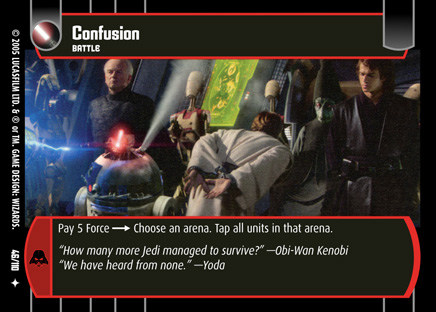 Confusion
BATTLE
Pay 5 Force → Choose an arena. Tap all units in that arena.
“How many more Jedi managed to survive?” —Obi-Wan Kenobi
“We have heard from none.” —Yoda
© 2005 LUCASFILM LTD. & ® or TM. GAME DESIGN: WIZARDS.
46/110